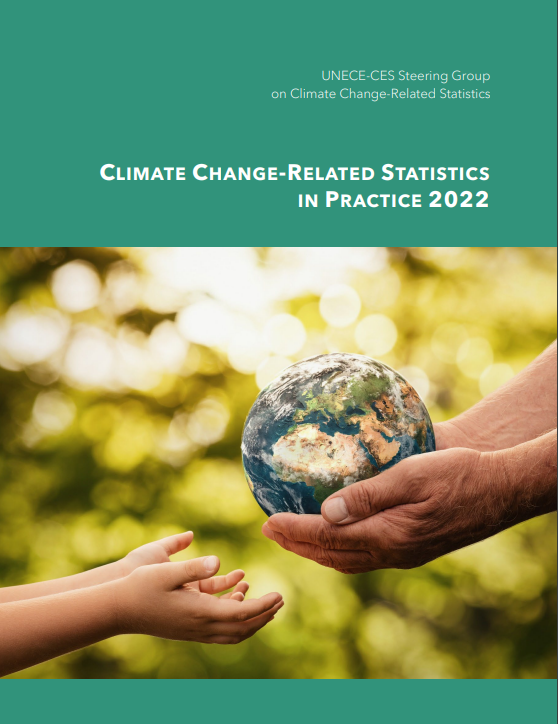 UNECE-CES Steering Group
on Climate Change-Related Statistics
Climate Change-Related Statistics
in Practice 2022